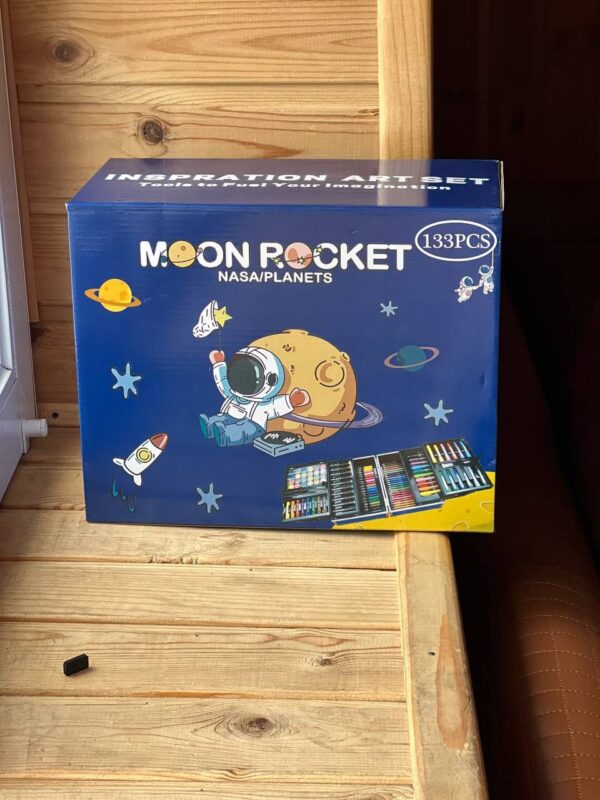 INSPRATION ART SET
Tools to Fuel Your Imagination
MOON ROCKET
133PCS
NASA/PLANETS